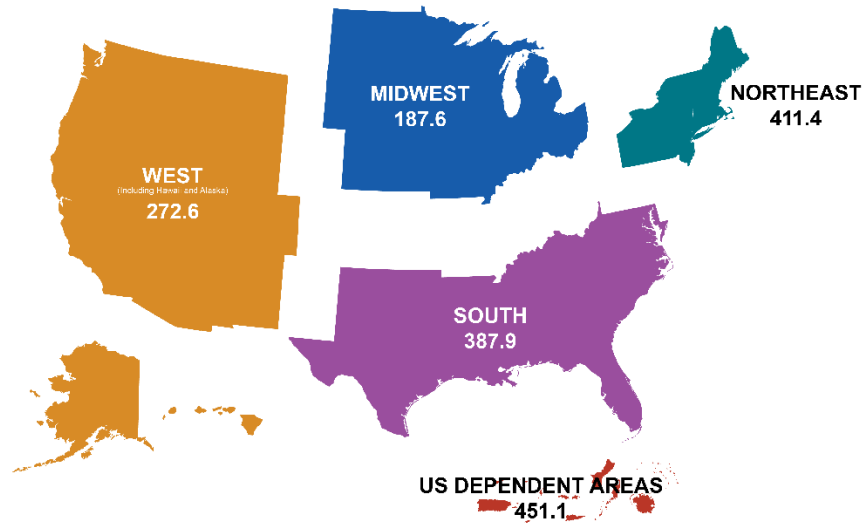 MIDWEST
187.6
NORTHEAST
411.4
WEST
(Including Hawaii and Alaska)
272.6
SOUTH
387.9
US DEPENDENT AREAS
451.1